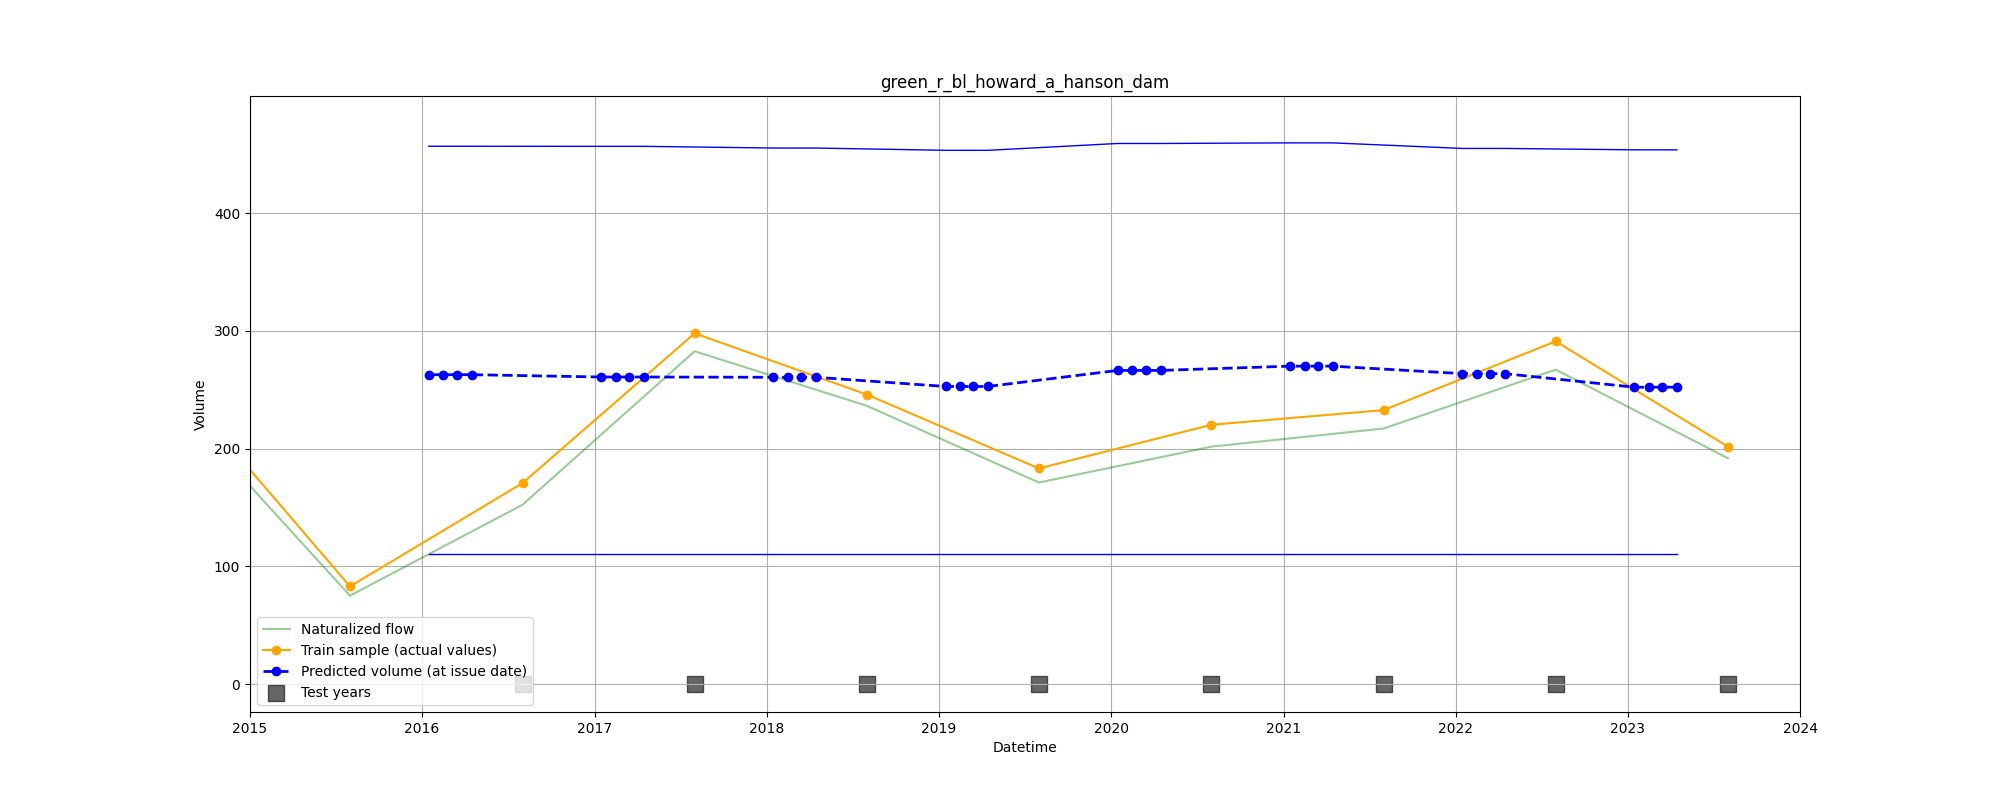 green_r_bl_howard_a_hanson_dam
400
300
200
100
0
Volume
Naturalized flow
Train sample (actual values)
Predicted volume (at issue date)
Test years
2015 2016 2017 2018 2019 2020 2021 2022 2023 2024
Datetime